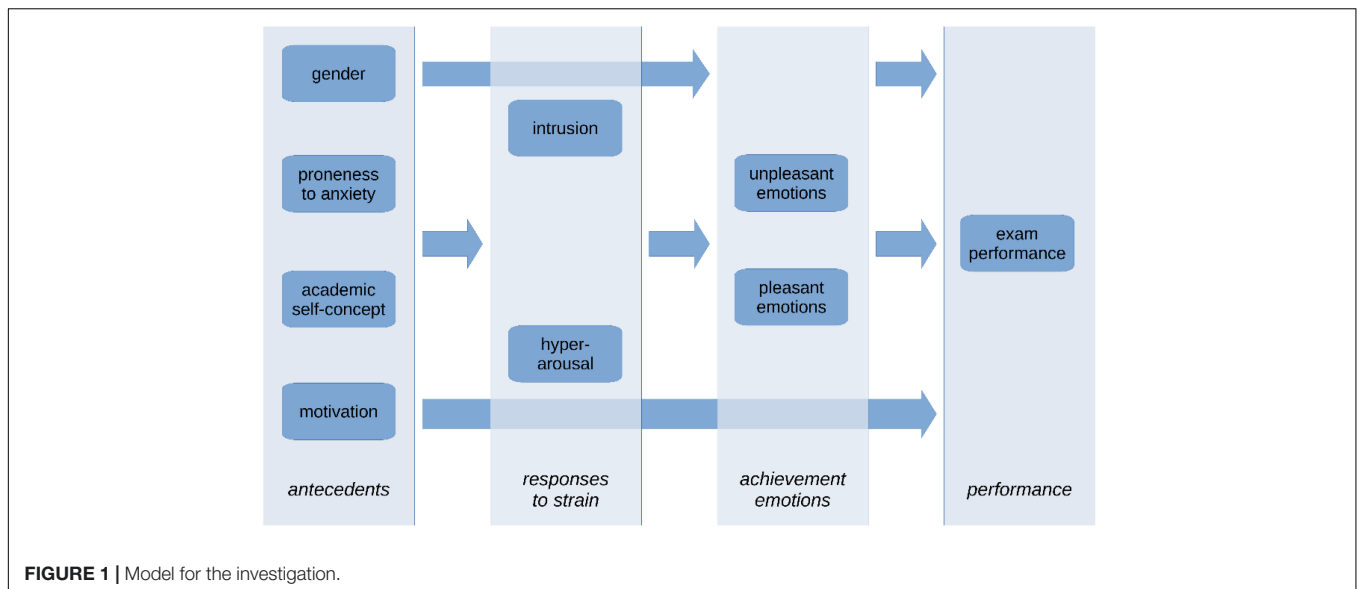 gender
proneness
to anxiety
academic
self-concept
motivation
antecedents
intrusion
hyper-
arousal
responses
to strain
unpleasant
emotions
pleasant
emotions
achievement
emotions
exam
performance
performance
FIGURE 1 | Model for the investigation.